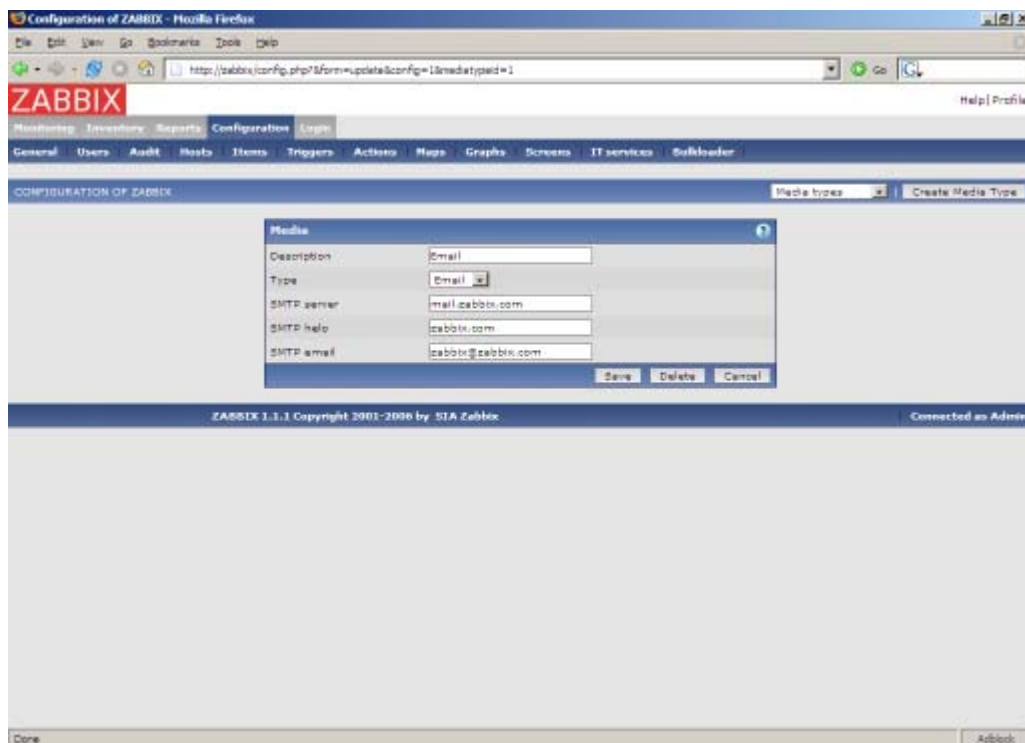 Configuration of ZABBIX - Mozilla Firefox
File Edit View Go Bookmarks Tools Help
http://zabbix/config.php?&form=update&config=1&mediatypeid=1 Go
ZABBIX Help | Profile
Monitoring Inventory Reports Configuration Login
General Users Audit Hosts Items Triggers Actions Maps Graphs Screens IT services Bulkloader
CONFIGURATION OF ZABBIX Media types Create Media Type
Media
Description Email
Type Email
SMTP server mail.zabbix.com
SMTP helo zabbix.com
SMTP email zabbix@zabbix.com
Save Delete Cancel
ZABBIX 1.1.1 Copyright 2001-2006 by SIA Zabbix Connected as Admin
Done Adblock